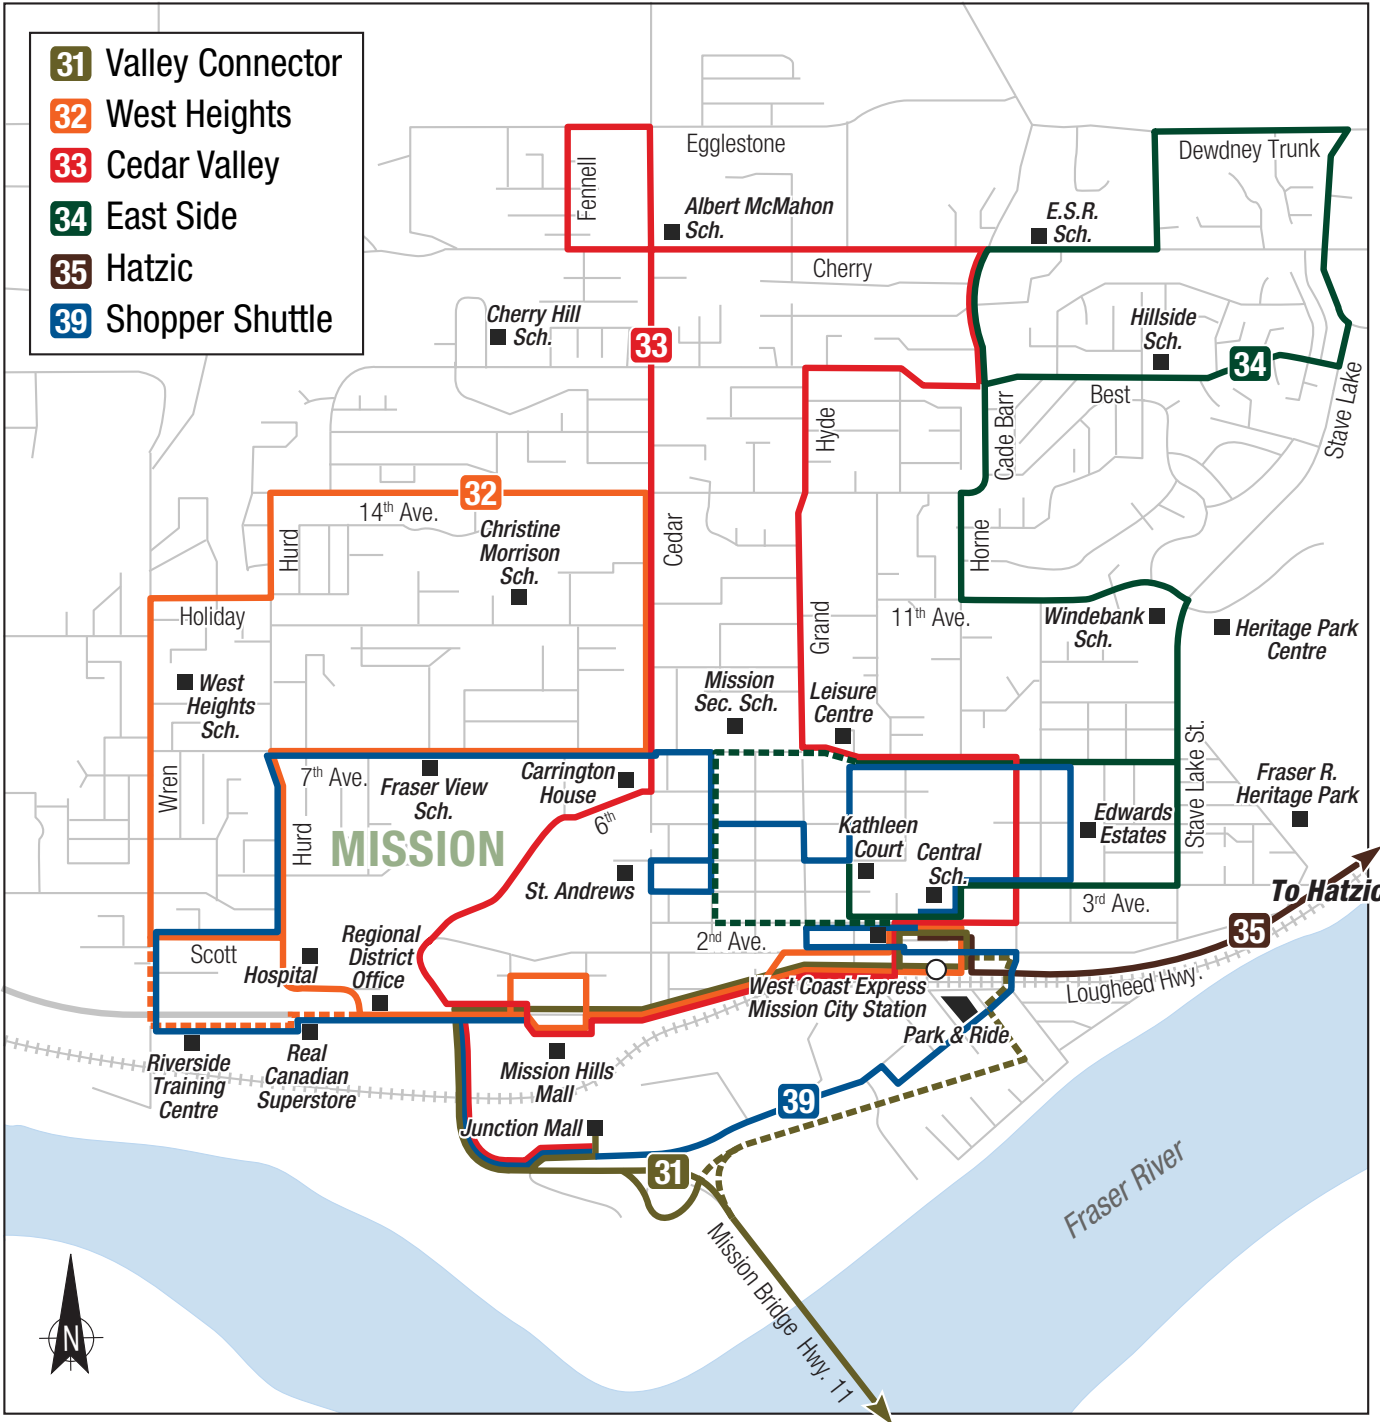 31 Valley Connector
32 West Heights
33 Cedar Valley
34 East Side
35 Hatzic
39 Shopper Shuttle
Egglestone
Dewdney Trunk
Fennell
Albert McMahon
Sch.
E.S.R.
Sch.
Cherry
Cherry Hill
Sch.
33
Hillside
Sch.
34
Best
Stave Lake
Hyde
Cade Barr
32
14th Ave.
Hurd
Christine
Morrison
Sch.
Cedar
Horne
Holiday
Grand
11th Ave.
Windebank
Sch.
Heritage Park
Centre
West
Heights
Sch.
Mission
Sec. Sch.
Leisure
Centre
Stave Lake St.
Wren
7th Ave.
Fraser View
Sch.
Carrington
House
Fraser R.
Heritage Park
Hurd
MISSION
6th
Kathleen
Court
Edwards
Estates
Central
Sch.
St. Andrews
To Hatzic
3rd Ave.
2nd Ave.
35
Scott
Hospital
Regional
District
Office
West Coast Express
Mission City Station
Lougheed Hwy.
Park & Ride
Riverside
Training
Centre
Real
Canadian
Superstore
Mission Hills
Mall
39
Junction Mall
31
Fraser River
Mission Bridge Hwy. 11
N